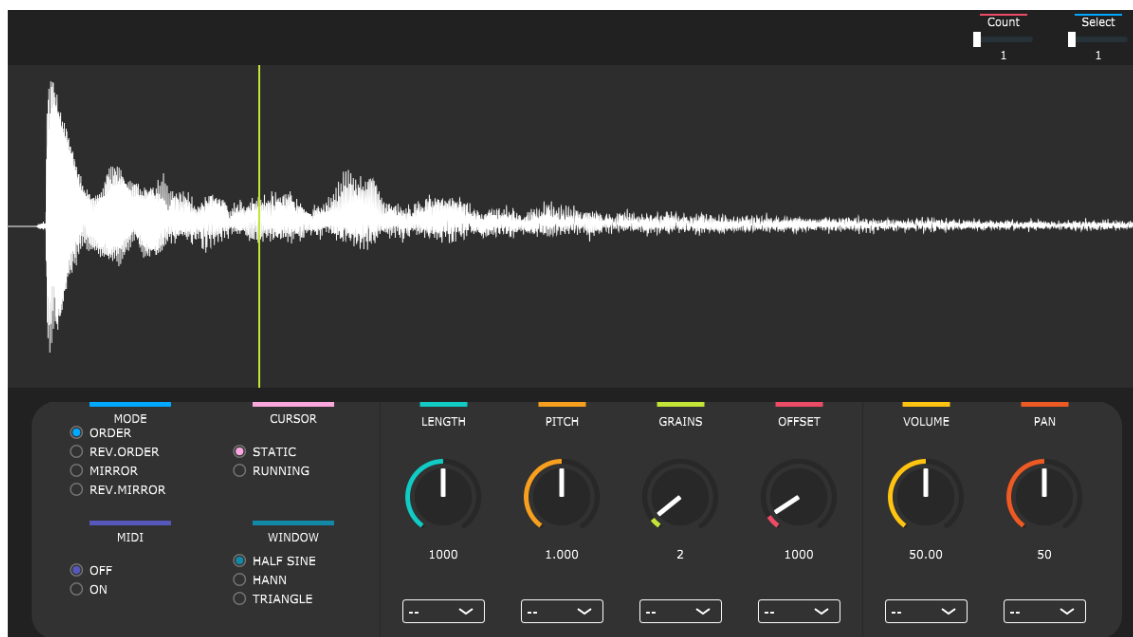 Count
Select
1
1
MODE
ORDER
REV.ORDER
MIRROR
REV.MIRROR
CURSOR
STATIC
RUNNING
MIDI
OFF
ON
WINDOW
HALF SINE
HANN
TRIANGLE
LENGTH
PITCH
GRAINS
OFFSET
VOLUME
PAN
1000
1.000
2
1000
50.00
50
--
--
--
--
--
--